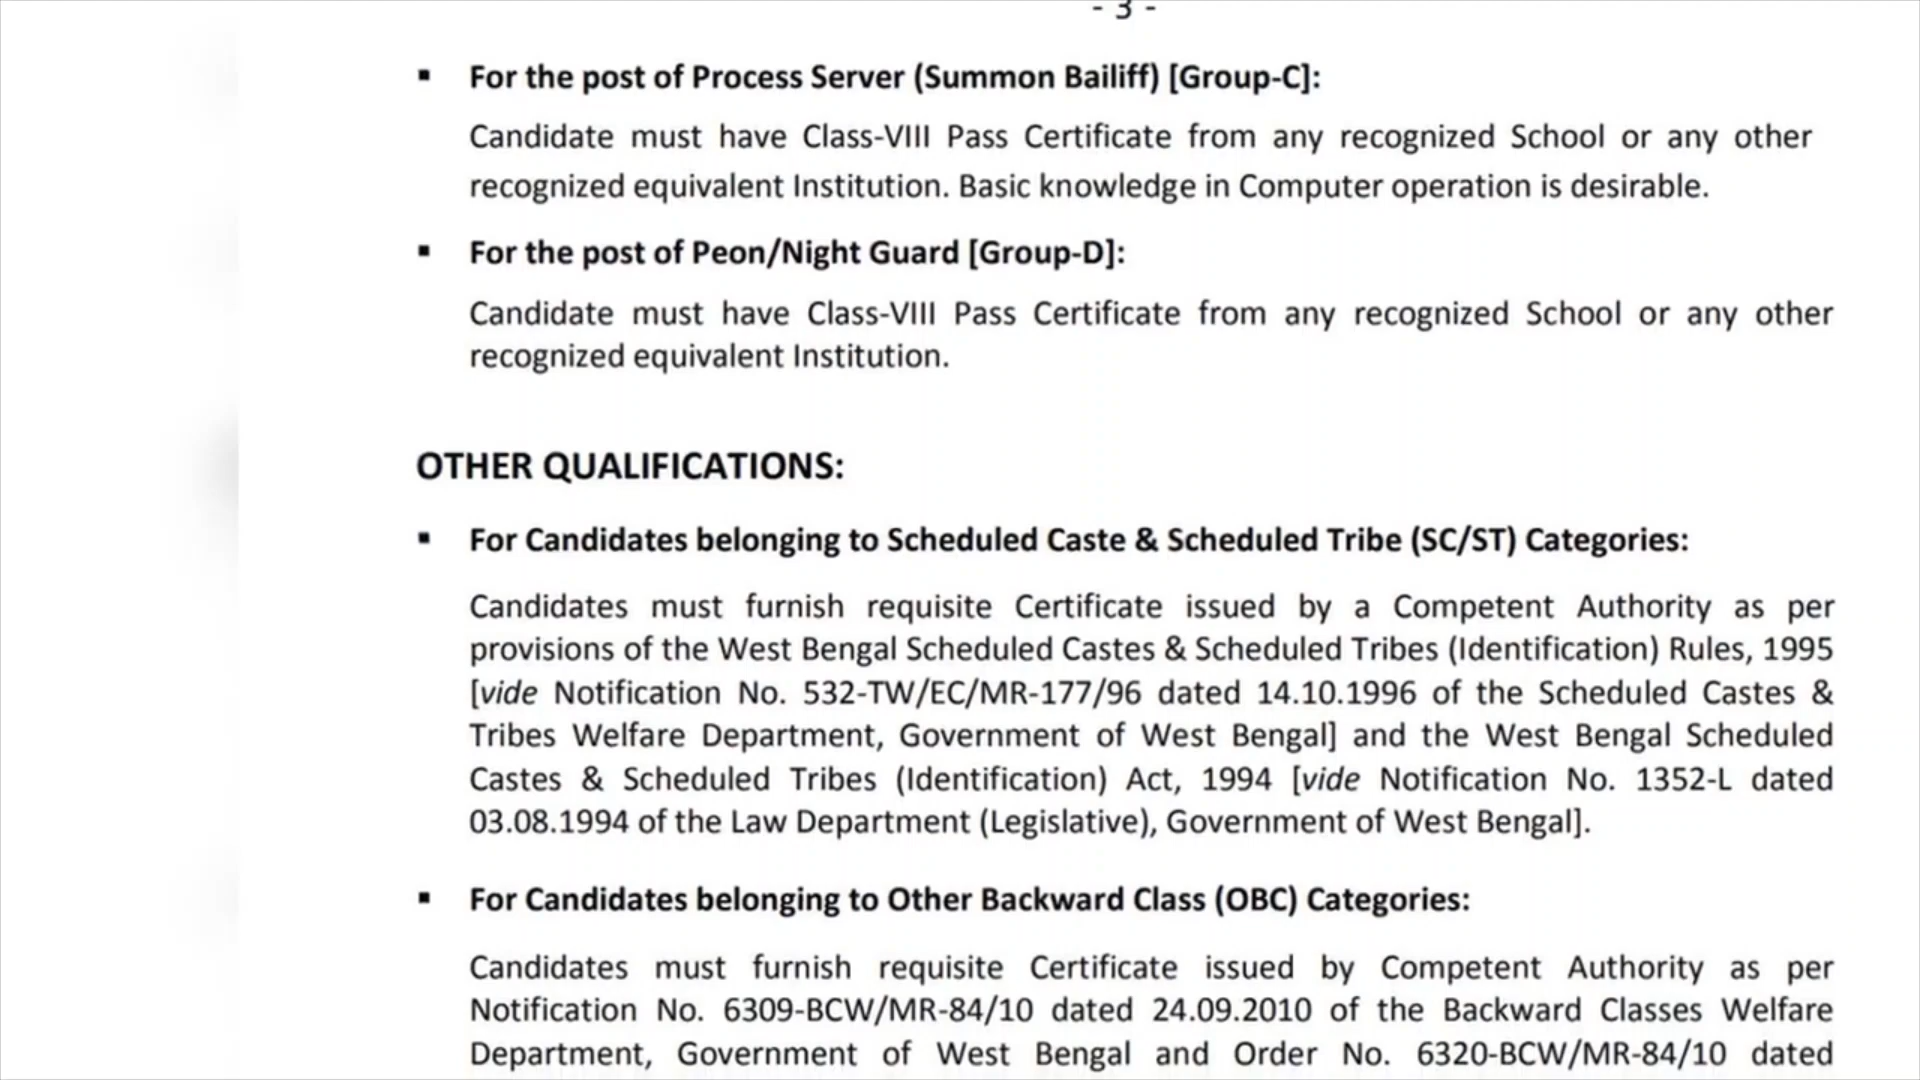 - 3 -
▪ For the post of Process Server (Summon Bailiff) [Group-C]:
Candidate must have Class-VIII Pass Certificate from any recognized School or any other
recognized equivalent Institution. Basic knowledge in Computer operation is desirable.
▪ For the post of Peon/Night Guard [Group-D]:
Candidate must have Class-VIII Pass Certificate from any recognized School or any other
recognized equivalent Institution.
OTHER QUALIFICATIONS:
▪ For Candidates belonging to Scheduled Caste & Scheduled Tribe (SC/ST) Categories:
Candidates must furnish requisite Certificate issued by a Competent Authority as per
provisions of the West Bengal Scheduled Castes & Scheduled Tribes (Identification) Rules, 1995
[vide Notification No. 532-TW/EC/MR-177/96 dated 14.10.1996 of the Scheduled Castes &
Tribes Welfare Department, Government of West Bengal] and the West Bengal Scheduled
Castes & Scheduled Tribes (Identification) Act, 1994 [vide Notification No. 1352-L dated
03.08.1994 of the Law Department (Legislative), Government of West Bengal].
▪ For Candidates belonging to Other Backward Class (OBC) Categories:
Candidates must furnish requisite Certificate issued by Competent Authority as per
Notification No. 6309-BCW/MR-84/10 dated 24.09.2010 of the Backward Classes Welfare
Department, Government of West Bengal and Order No. 6320-BCW/MR-84/10 dated